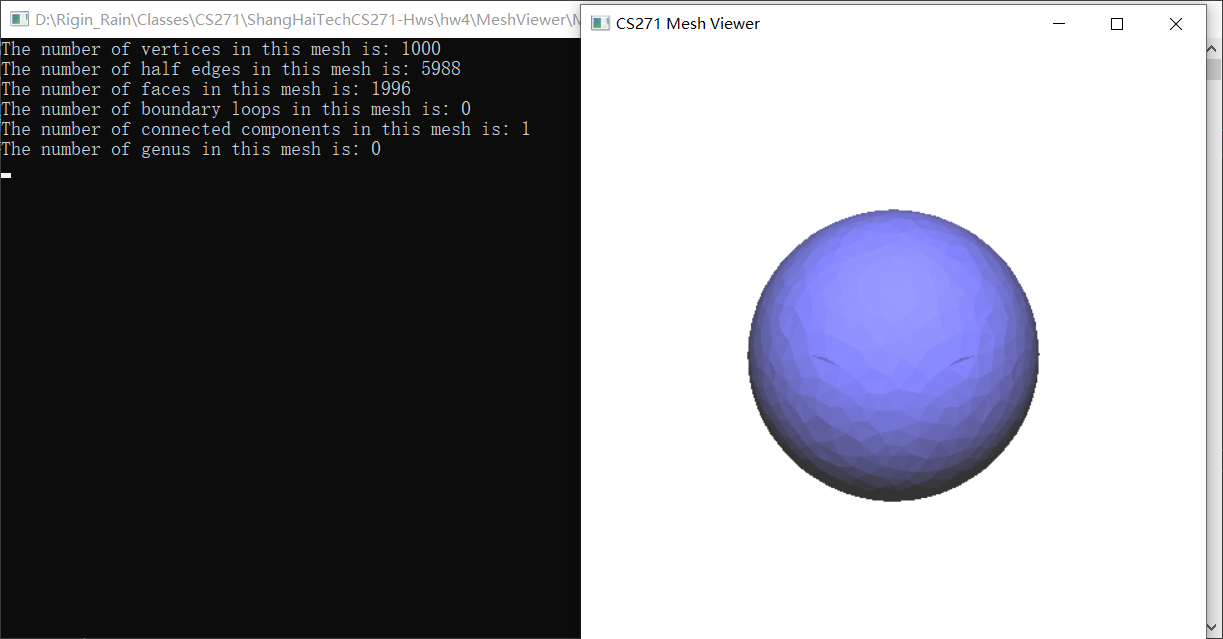 D:\Rigin_Rain\Classes\CS271\ShangHaiTechCS271-Hws\hw4\MeshViewer\M
CS271 Mesh Viewer
The number of vertices in this mesh is: 1000
The number of half edges in this mesh is: 5988
The number of faces in this mesh is: 1996
The number of boundary loops in this mesh is: 0
The number of connected components in this mesh is: 1
The number of genus in this mesh is: 0